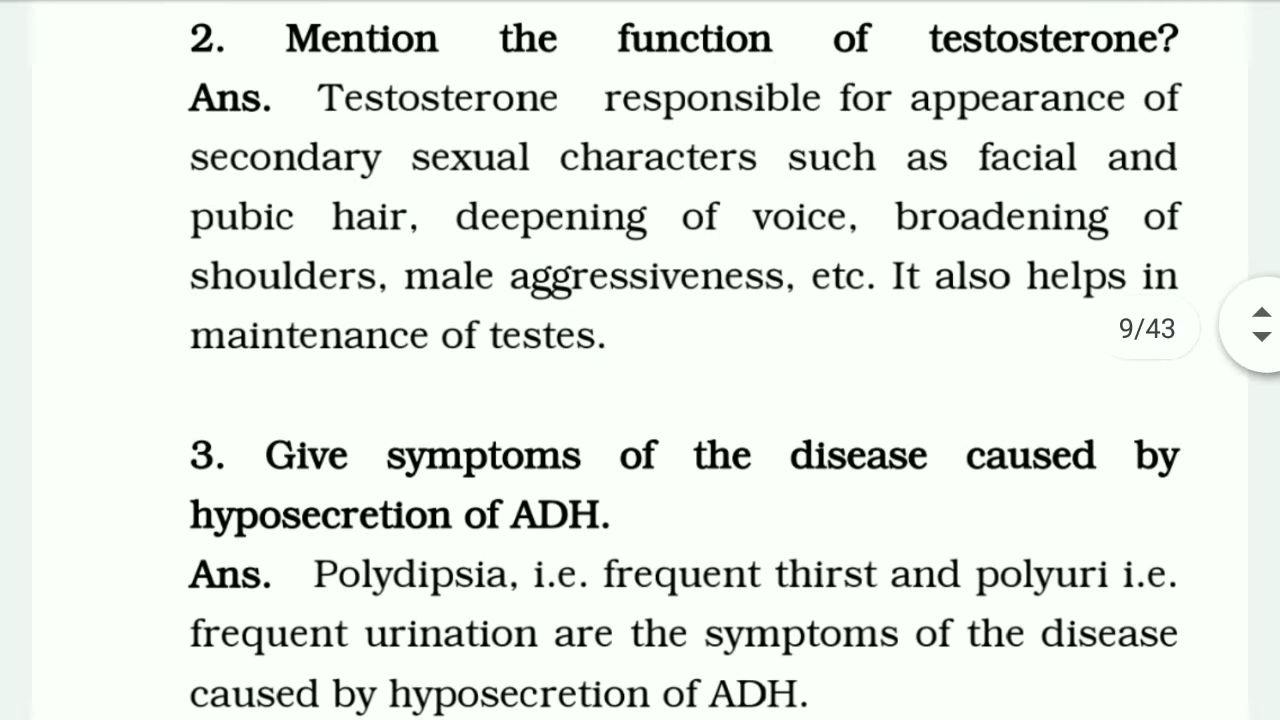 2. Mention the function of testosterone?
Ans. Testosterone responsible for appearance of
secondary sexual characters such as facial and
pubic hair, deepening of voice, broadening of
shoulders, male aggressiveness, etc. It also helps in
maintenance of testes.
9/43
3. Give symptoms of the disease caused by
hyposecretion of ADH.
Ans. Polydipsia, i.e. frequent thirst and polyuri i.e.
frequent urination are the symptoms of the disease
caused by hyposecretion of ADH.